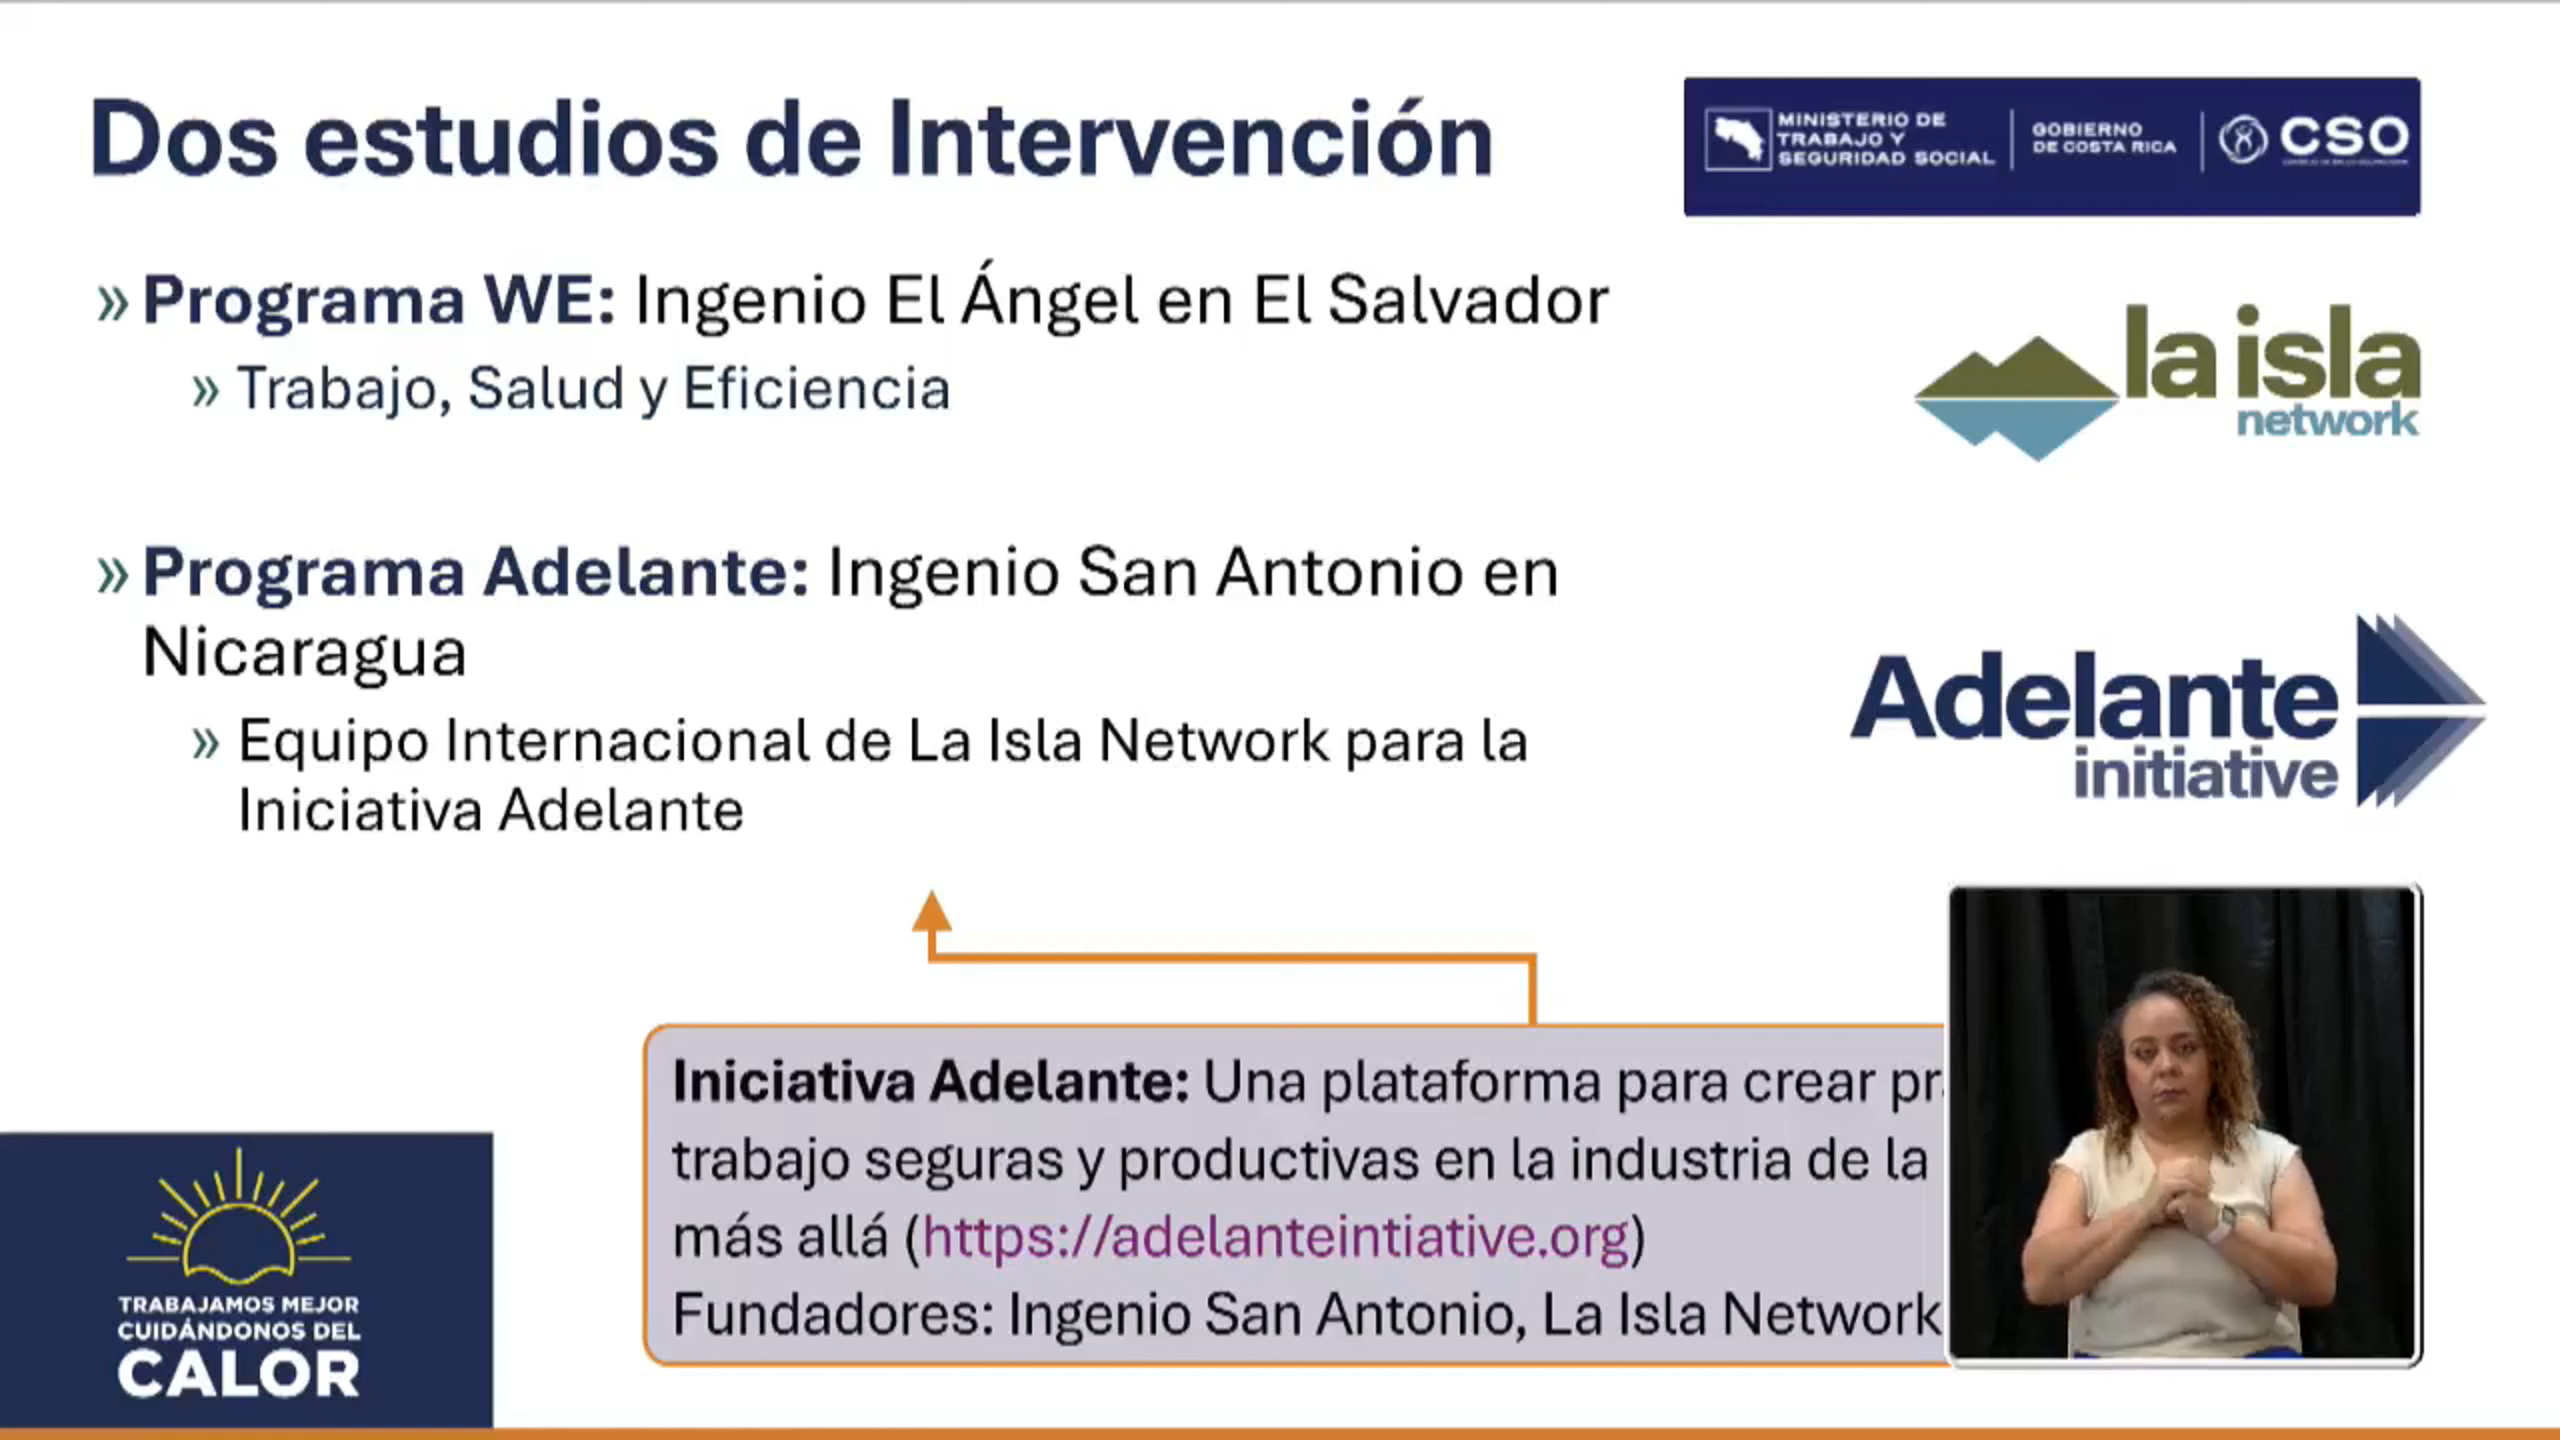 Dos estudios de Intervención
MINISTERIO DE
TRABAJO Y
SEGURIDAD SOCIAL
GOBIERNO
DE COSTA RICA
CSO
» Programa WE: Ingenio El Ángel en El Salvador
» Trabajo, Salud y Eficiencia
la isla
network
» Programa Adelante: Ingenio San Antonio en
Nicaragua
» Equipo Internacional de La Isla Network para la
Iniciativa Adelante
Adelante
initiative
Iniciativa Adelante: Una plataforma para crear
trabajo seguras y productivas en la industria de la
más allá (https://adelanteintiative.org)
Fundadores: Ingenio San Antonio, La Isla Network
TRABAJAMOS MEJOR
CUIDÁNDONOS DEL
CALOR